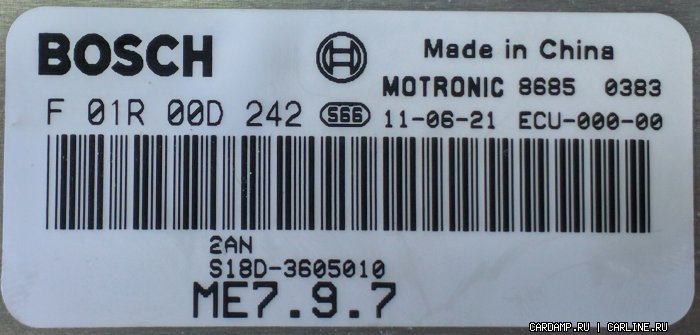 BOSCH Made in China
MOTRONIC 8685 0383
F 01R 00D 242 S66 11-06-21 ECU-000-00
2AN
S18D-3605010
ME7.9.7
CARDAMP.RU | CARLINE.RU